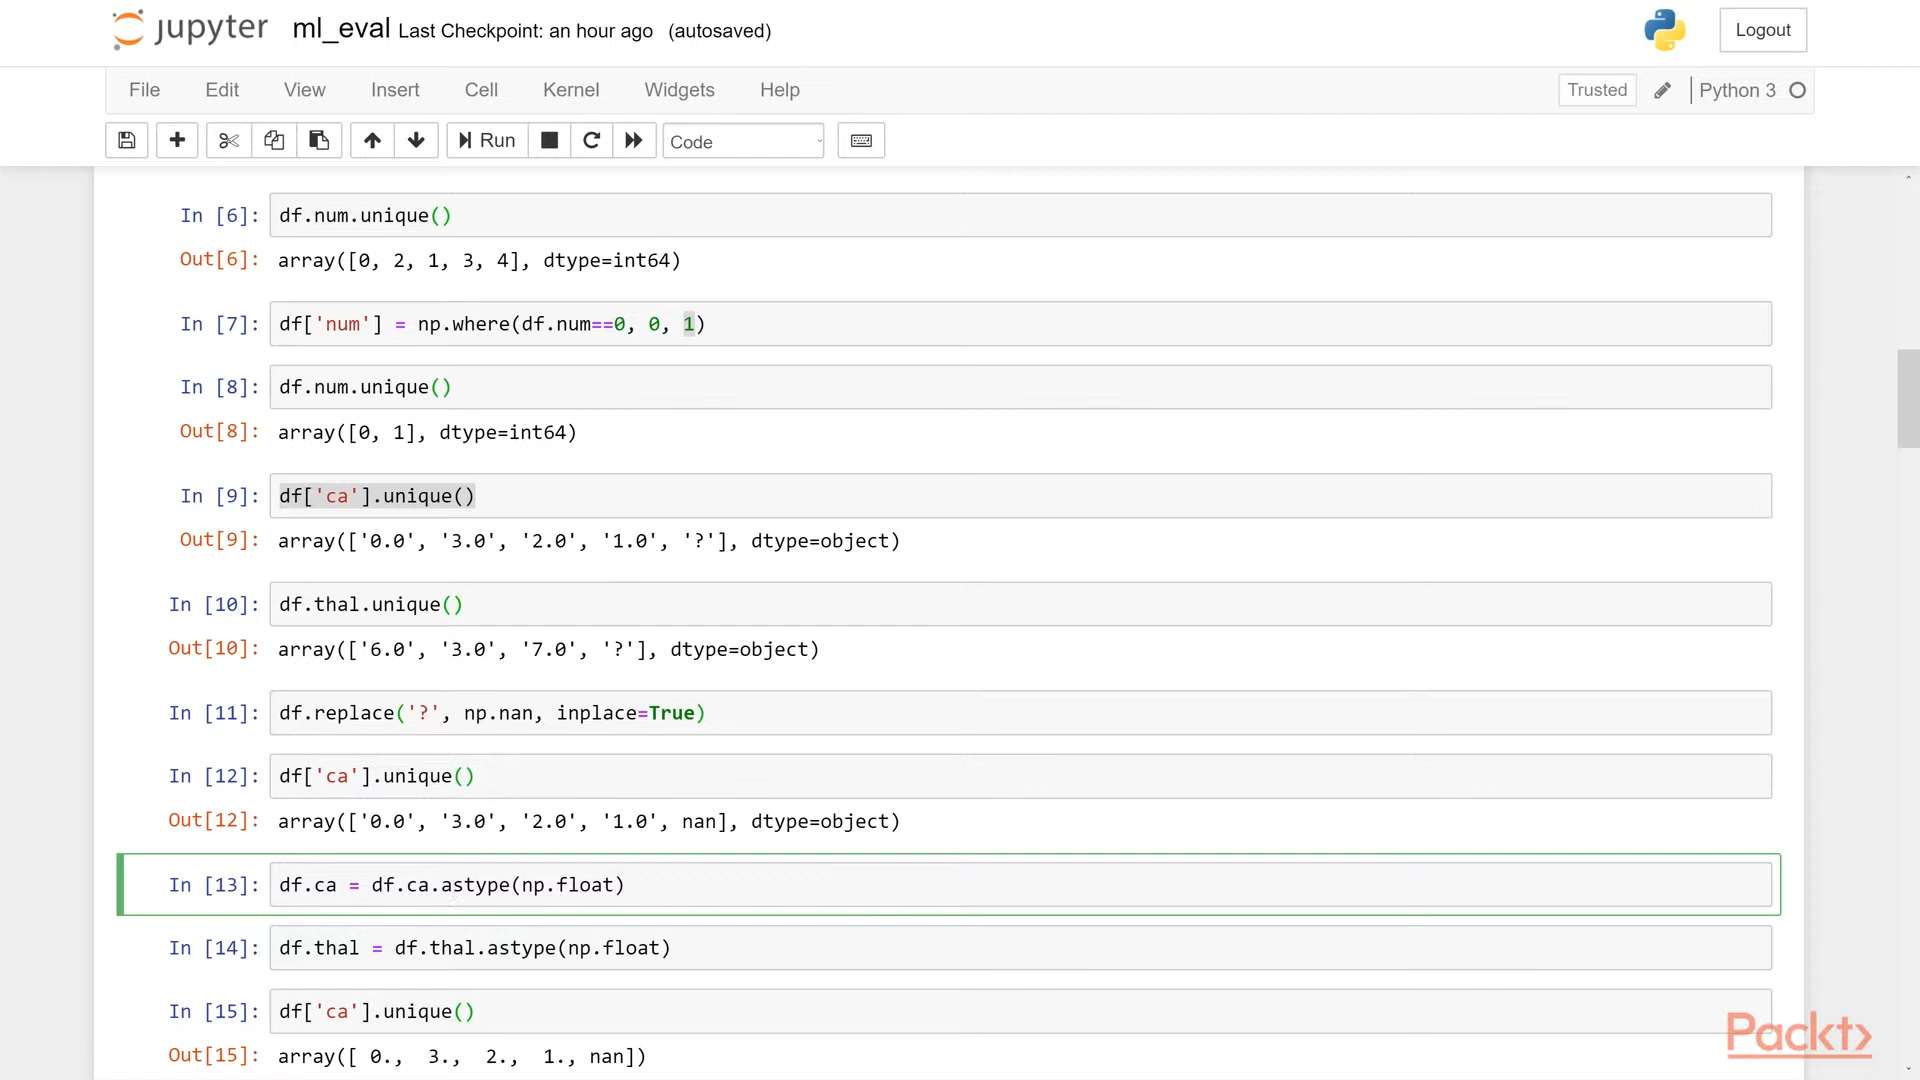 jupyter ml_eval Last Checkpoint: an hour ago (autosaved) Logout
File Edit View Insert Cell Kernel Widgets Help Trusted Python 3
Run Code
In [6]: df.num.unique()
Out[6]: array([0, 2, 1, 3, 4], dtype=int64)
In [7]: df['num'] = np.where(df.num==0, 0, 1)
In [8]: df.num.unique()
Out[8]: array([0, 1], dtype=int64)
In [9]: df['ca'].unique()
Out[9]: array(['0.0', '3.0', '2.0', '1.0', '?'], dtype=object)
In [10]: df.thal.unique()
Out[10]: array(['6.0', '3.0', '7.0', '?'], dtype=object)
In [11]: df.replace('?', np.nan, inplace=True)
In [12]: df['ca'].unique()
Out[12]: array(['0.0', '3.0', '2.0', '1.0', nan], dtype=object)
In [13]: df.ca = df.ca.astype(np.float)
In [14]: df.thal = df.thal.astype(np.float)
In [15]: df['ca'].unique()
Out[15]: array([ 0., 3., 2., 1., nan])
Packt>